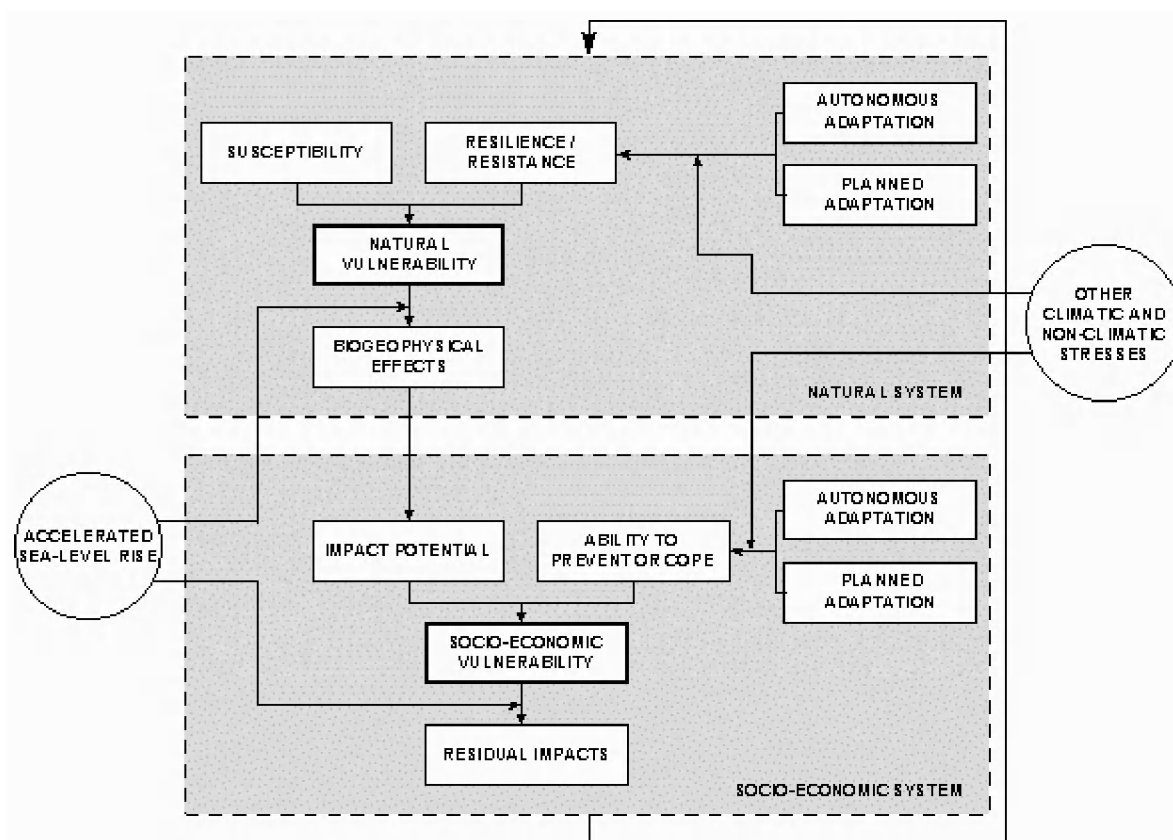 AUTONOMOUS
ADAPTATION
SUSCEPTIBILITY
RESILIENCE /
RESISTANCE
PLANNED
ADAPTATION
NATURAL
VULNERABILITY
OTHER
CLIMATIC AND
NON-CLIMATIC
STRESSES
BIOGEOPHYSICAL
EFFECTS
NATURAL SYSTEM
ACCELERATED
SEA-LEVEL RISE
IMPACT POTENTIAL
ABILITY TO
PREVENT OR COPE
AUTONOMOUS
ADAPTATION
PLANNED
ADAPTATION
SOCIO-ECONOMIC
VULNERABILITY
RESIDUAL IMPACTS
SOCIO-ECONOMIC SYSTEM